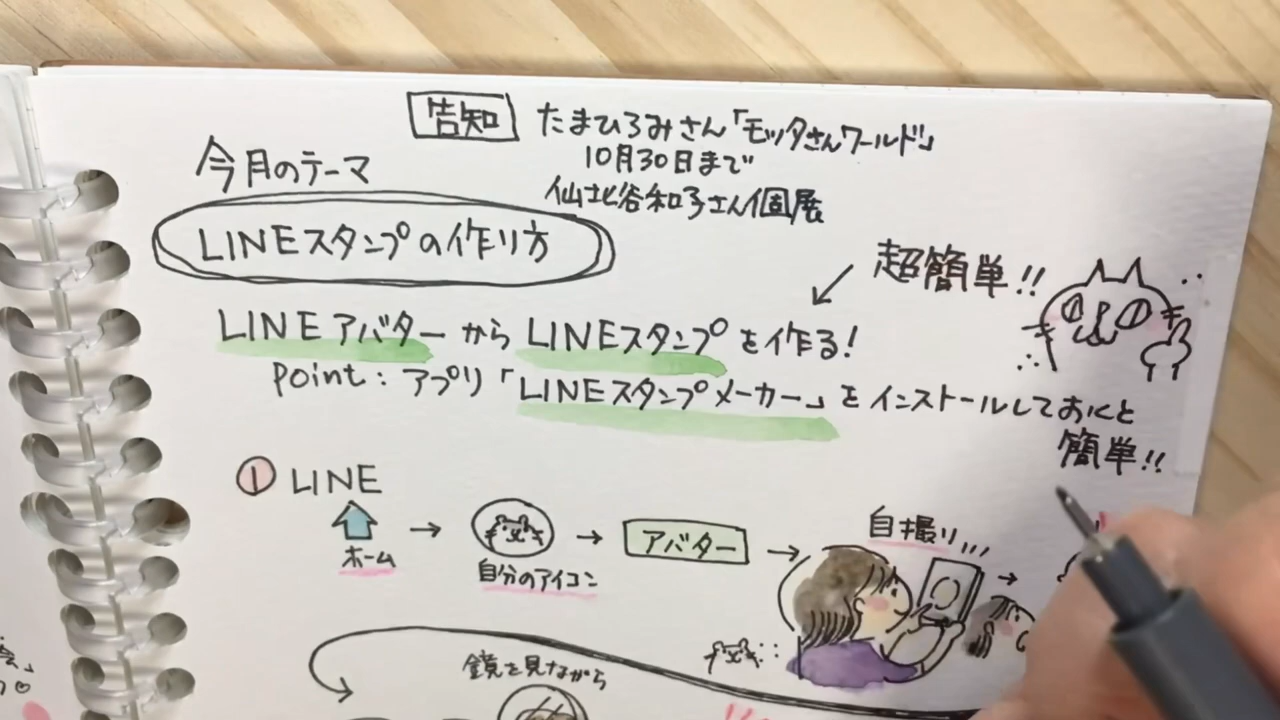 告知 たまひろみさん「モッタさんワールド」
10月30日まで
仙北谷和子さん個展
今月のテーマ
LINEスタンプの作り方
超簡単!!
LINEアバターからLINEスタンプを作る!
Point:アプリ「LINEスタンプメーカー」をインストールしておくと
簡単!!
① LINE
ホーム
→
自分のアイコン
→
アバター
→
自撮り
→
鏡を見ながら